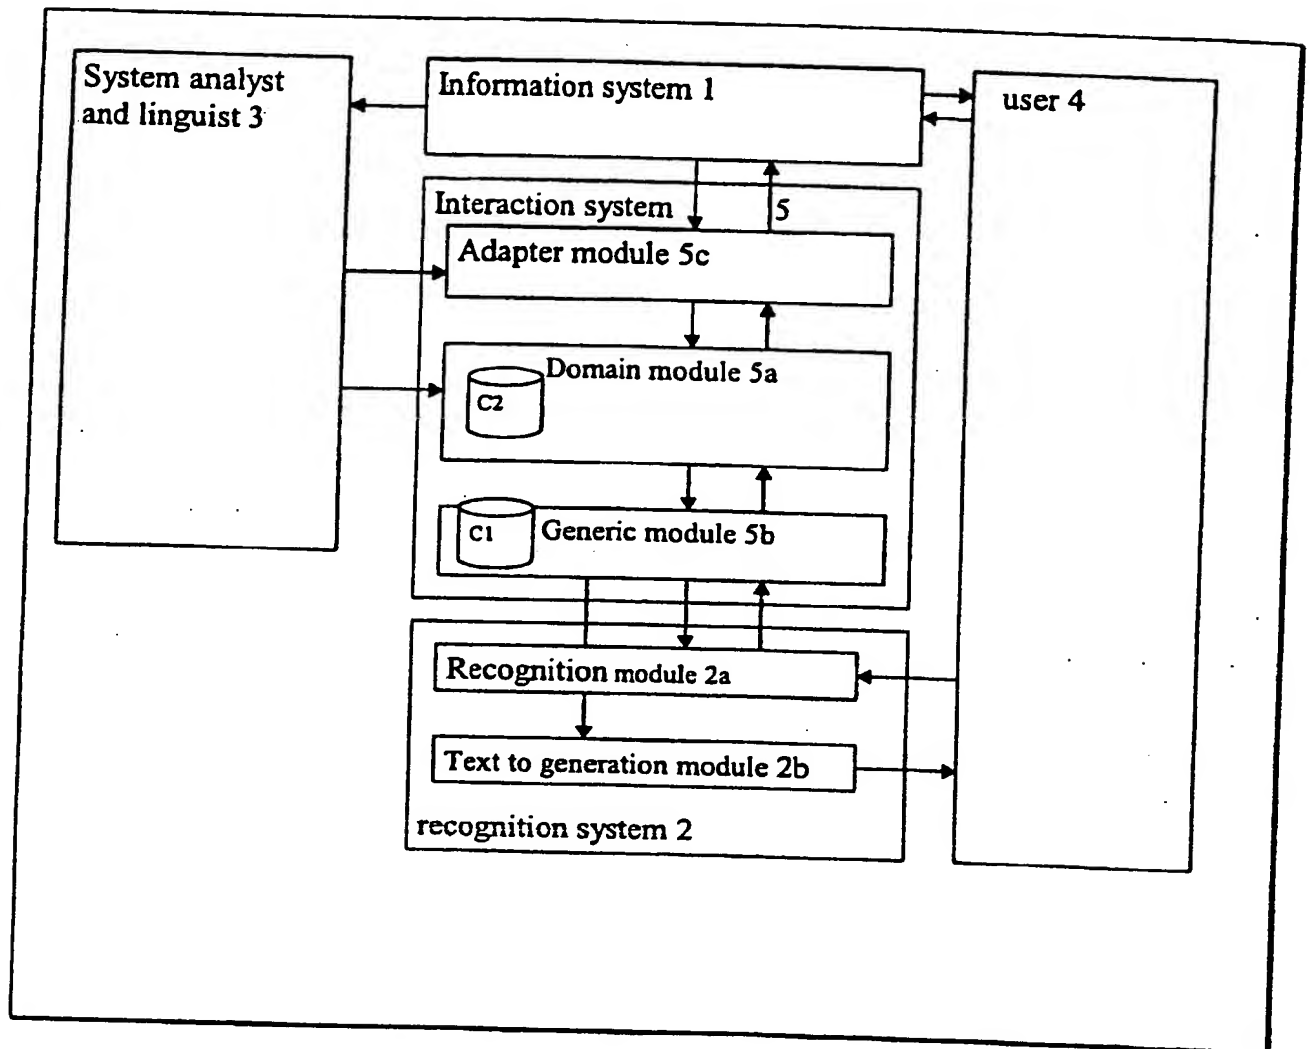 System analyst
and linguist 3
Information system 1
user 4
Interaction system
5
Adapter module 5c
Domain module 5a
C2
C1
Generic module 5b
Recognition module 2a
Text to generation module 2b
recognition system 2